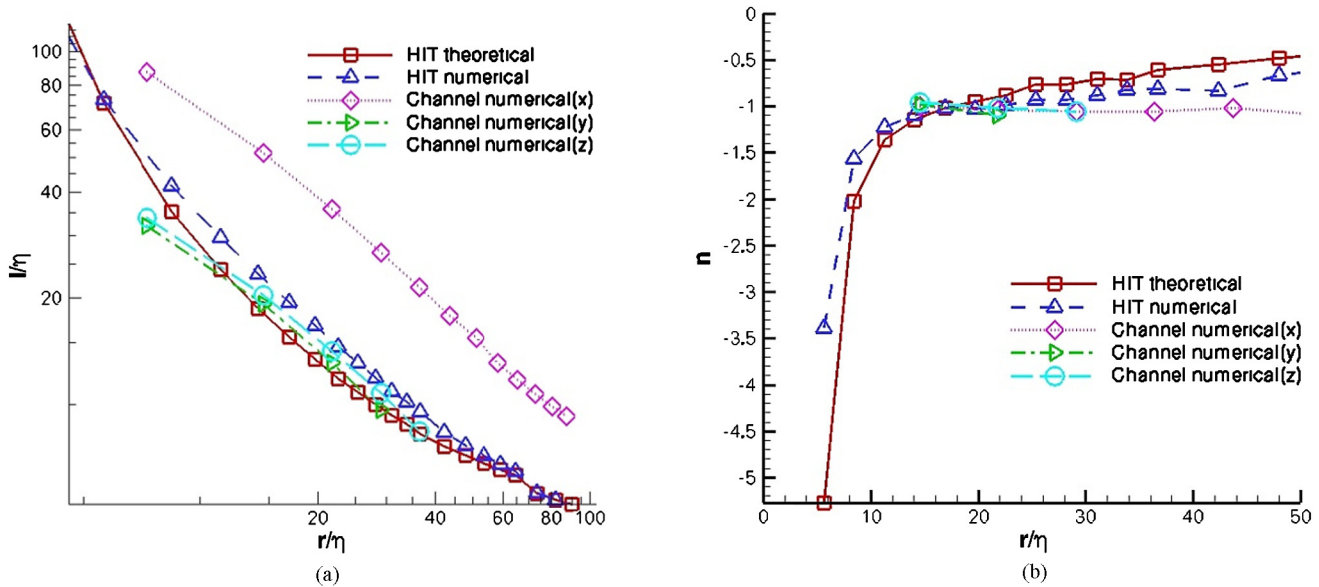 100
80
60
40
20
l/η
HIT theoretical
HIT numerical
Channel numerical(x)
Channel numerical(y)
Channel numerical(z)
20 40 60 80 100
r/η
(a)
-0
-0.5
-1
-1.5
-2
-2.5
-3
-3.5
-4
-4.5
-5
n
HIT theoretical
HIT numerical
Channel numerical(x)
Channel numerical(y)
Channel numerical(z)
0 10 20 30 40 50
r/η
(b)